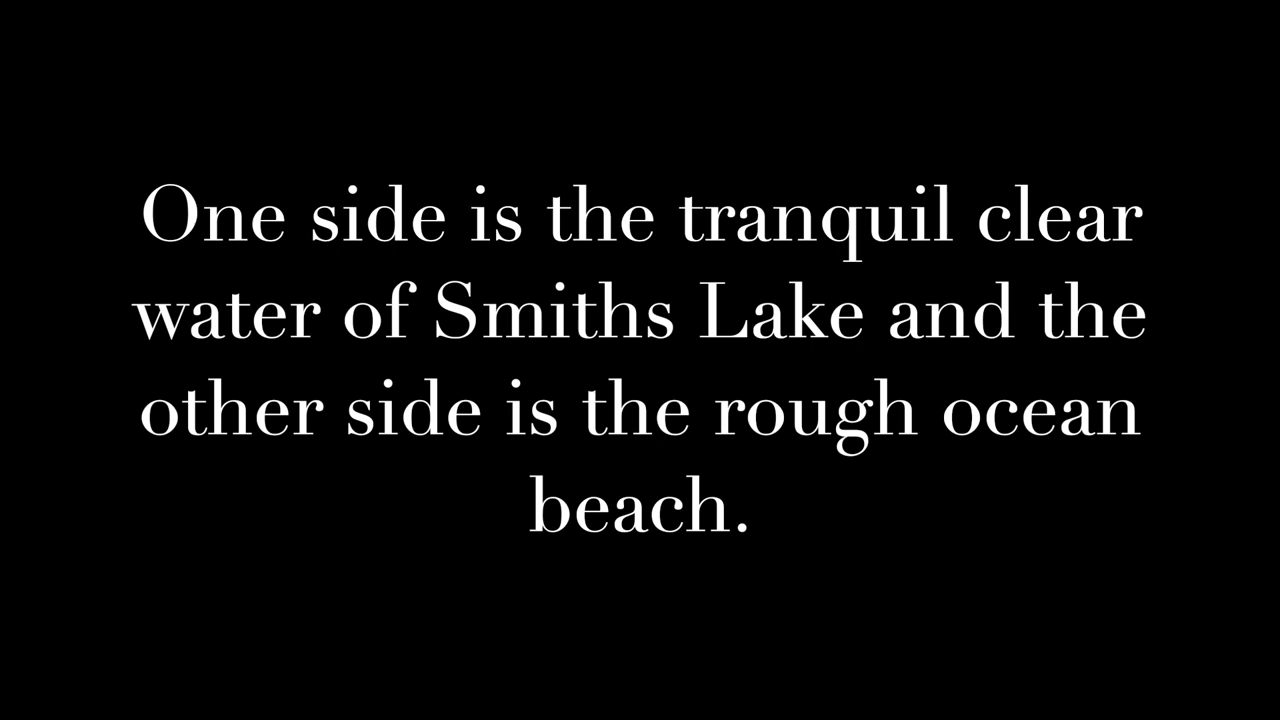 One side is the tranquil clear
water of Smiths Lake and the
other side is the rough ocean
beach.